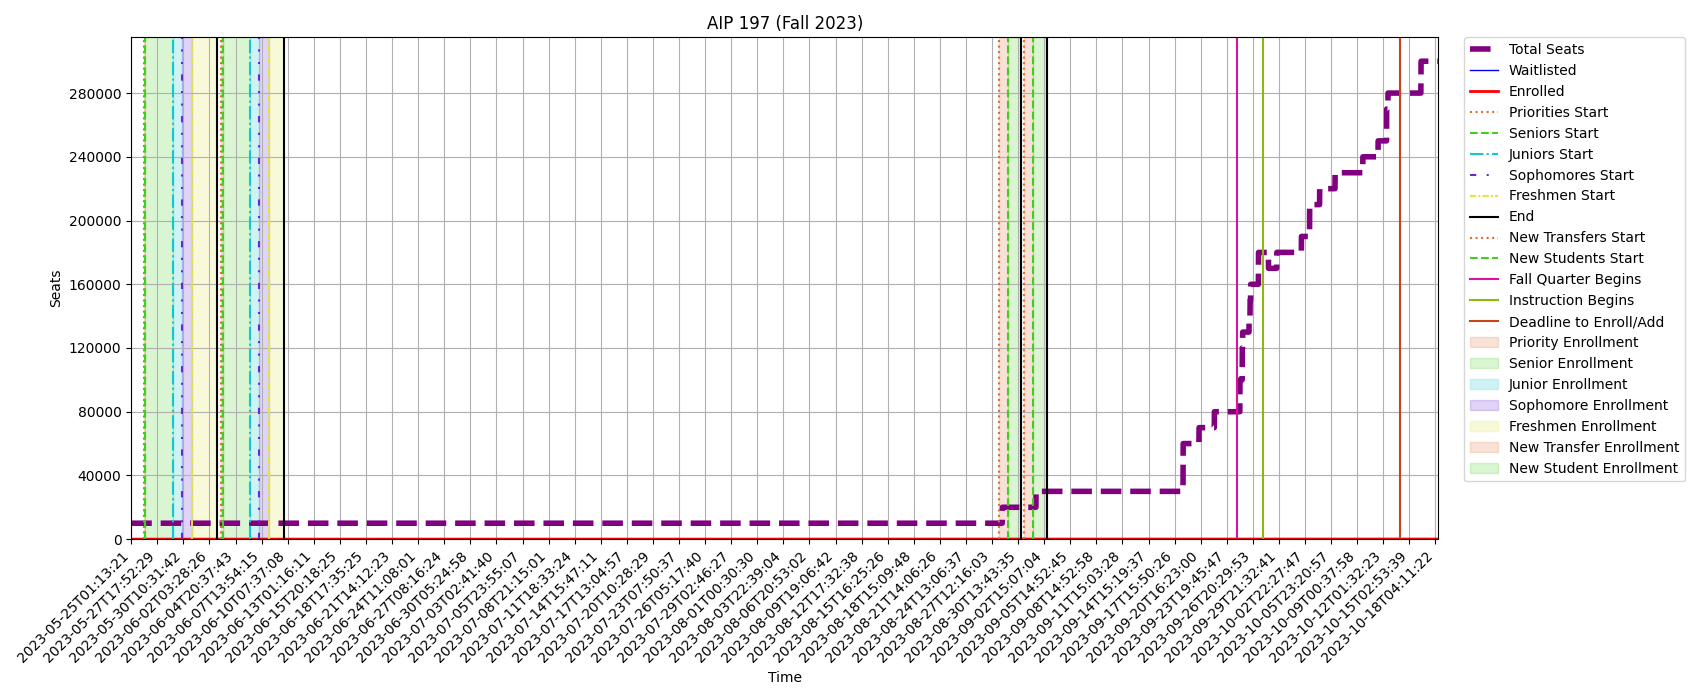 AIP 197 (Fall 2023)
Seats
280000
240000
200000
160000
120000
80000
40000
0
2023-05-25T01:13:21
2023-05-27T17:52:29
2023-05-30T10:31:42
2023-06-02T03:28:26
2023-06-04T20:37:43
2023-06-07T13:54:15
2023-06-10T07:37:08
2023-06-13T01:16:11
2023-06-15T20:18:25
2023-06-18T17:35:25
2023-06-21T14:12:23
2023-06-24T11:08:01
2023-06-27T08:16:24
2023-06-30T05:24:58
2023-07-03T02:41:40
2023-07-05T23:55:07
2023-07-08T21:15:01
2023-07-11T18:33:24
2023-07-14T15:47:11
2023-07-17T13:04:57
2023-07-20T10:28:29
2023-07-23T07:50:37
2023-07-26T05:17:40
2023-07-29T02:46:27
2023-08-01T00:30:30
2023-08-03T22:39:04
2023-08-06T20:53:02
2023-08-09T19:06:42
2023-08-12T17:32:38
2023-08-15T16:25:26
2023-08-18T15:09:48
2023-08-21T14:06:26
2023-08-24T13:06:37
2023-08-27T12:16:03
2023-08-30T13:43:35
2023-09-02T15:07:04
2023-09-05T14:52:45
2023-09-08T14:52:58
2023-09-11T15:03:28
2023-09-14T15:19:37
2023-09-17T15:50:26
2023-09-20T16:23:00
2023-09-23T19:45:47
2023-09-26T20:29:53
2023-09-29T21:32:41
2023-10-02T22:27:47
2023-10-05T23:20:57
2023-10-09T00:37:58
2023-10-12T01:32:23
2023-10-15T02:53:39
2023-10-18T04:11:22
Time
Total Seats
Waitlisted
Enrolled
Priorities Start
Seniors Start
Juniors Start
Sophomores Start
Freshmen Start
End
New Transfers Start
New Students Start
Fall Quarter Begins
Instruction Begins
Deadline to Enroll/Add
Priority Enrollment
Senior Enrollment
Junior Enrollment
Sophomore Enrollment
Freshmen Enrollment
New Transfer Enrollment
New Student Enrollment